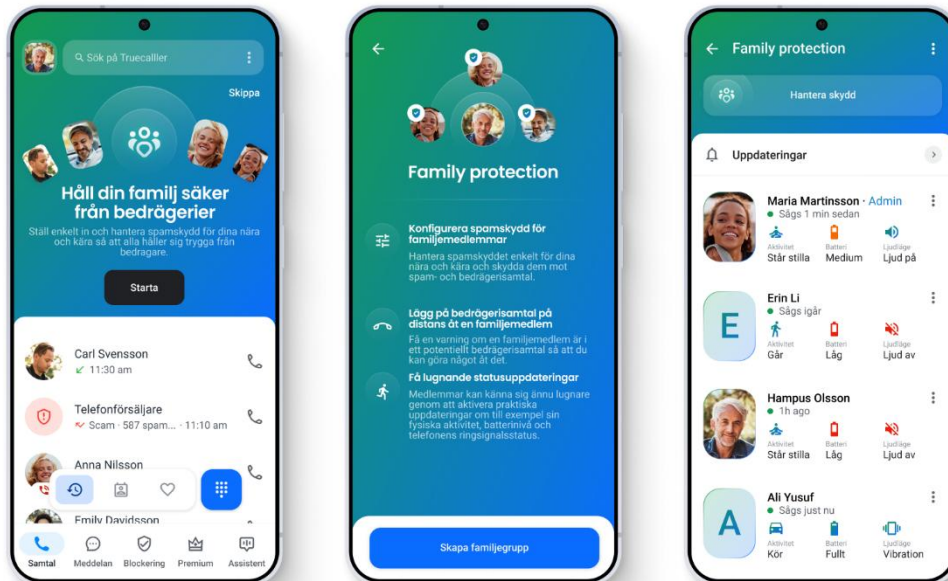 Sök på Truecalller
Skippa
Håll din familj säker
från bedrägerier
Ställ enkelt in och hantera spamskydd för dina nära
och kära så att alla håller sig trygga från
bedragare.
Starta
Carl Svensson
11:30 am
Telefonförsäljare
Scam · 587 spam... · 11:10 am
Anna Nilsson
Emily Davidsson
Samtal
Meddelan
Blockering
Premium
Assistent
Family protection
Konfigurera spamskydd för
familjemedlemmar
Hantera spamskyddet enkelt för dina
nära och kära och skydda dem mot
spam- och bedrägerisamtal.
Lägg på bedrägerisamtal på
distans åt en familjemedlem
Få en varning om en familjemedlem är i
ett potentiellt bedrägerisamtal så att du
kan göra något åt det.
Få lugnande statusuppdateringar
Medlemmar kan känna sig ännu lugnare
genom att aktivera praktiska
uppdateringar om till exempel sin
fysiska aktivitet, batterinivå och
telefonens ringsignalsstatus.
Skapa familjegrupp
Family protection
Hantera skydd
Uppdateringar
Maria Martinsson · Admin
Sågs 1 min sedan
Aktivitet Batteri Ljudläge
Står stilla Medium Ljud på
E
Erin Li
Sågs igår
Aktivitet Batteri Ljudläge
Går Låg Ljud av
Hampus Olsson
1h ago
Aktivitet Batteri Ljudläge
Står stilla Låg Ljud av
A
Ali Yusuf
Sågs just nu
Aktivitet Batteri Ljudläge
Kör Fullt Vibration